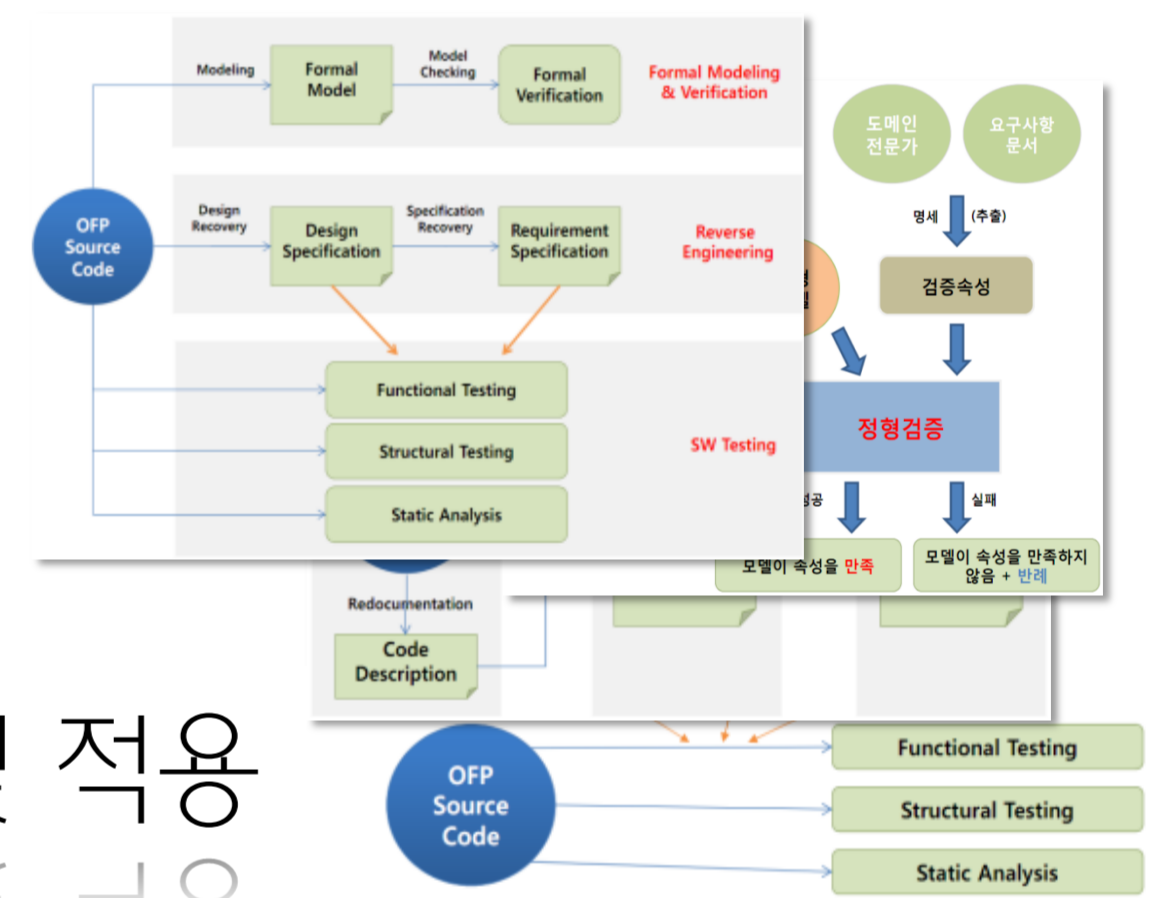 Modeling
Formal
Model
Model
Checking
Formal
Verification
Formal Modeling
& Verification
OFP
Source
Code
Design
Recovery
Design
Specification
Specification
Recovery
Requirement
Specification
Reverse
Engineering
Functional Testing
Structural Testing
Static Analysis
SW Testing
도메인
전문가
요구사항
문서
명세
(추출)
검증속성
정형검증
실패
모델이 속성을 만족
모델이 속성을 만족하지
않음 + 반례
Redocumentation
Code
Description
적용
OFP
Source
Code
Functional Testing
Structural Testing
Static Analysis